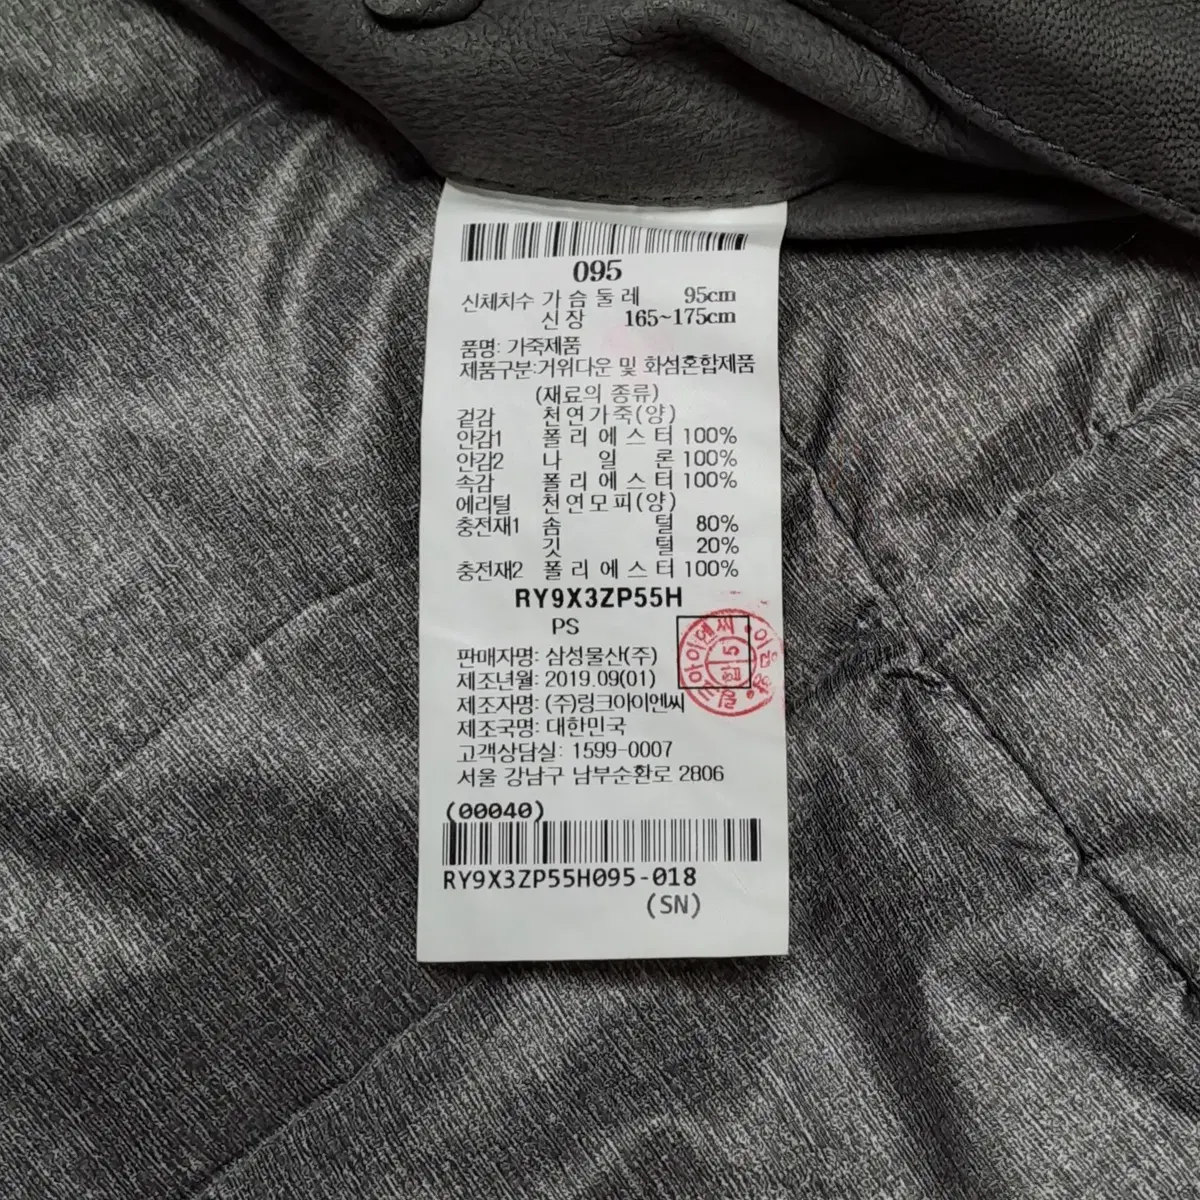 095
신체치수 가슴둘레 95cm
신장 165~175cm
품명: 가죽제품
제품구분:거위다운 및 화섬혼합제품
(재료의 종류)
겉감 천연가죽(양)
안감1 폴리에스터 100%
안감2 나일론 100%
속감 폴리에스터 100%
에리털 천연모피(양)
충전재1 솜털 80%
깃털 20%
충전재2 폴리에스터 100%
RY9X3ZP55H
PS
판매자명: 삼성물산(주)
제조년월: 2019.09(01)
제조자명: (주)링크아이엔씨
제조국명: 대한민국
고객상담실: 1599-0007
서울 강남구 남부순환로 2806
(00040)
RY9X3ZP55H095-018
(SN)